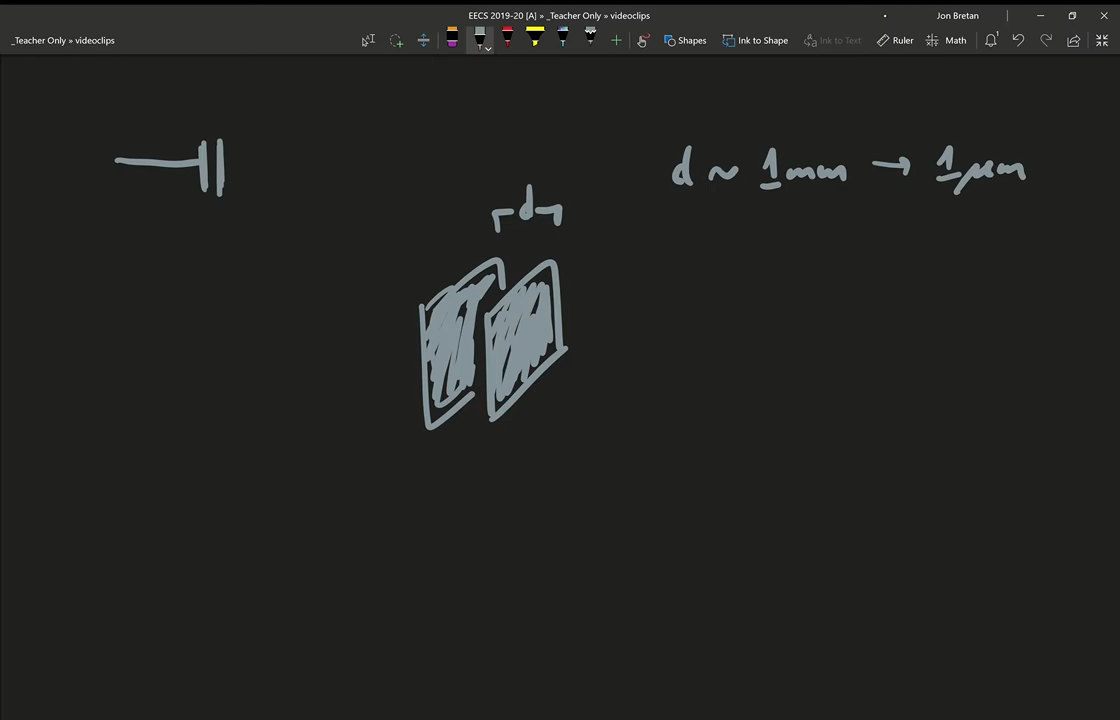 EECS 2019-20 [A] » _Teacher Only » videoclips
Jon Bretan
_Teacher Only » videoclips
Shapes
Ink to Shape
Ink to Text
Ruler
Math
1
d ~ 1mm → 1μm
d